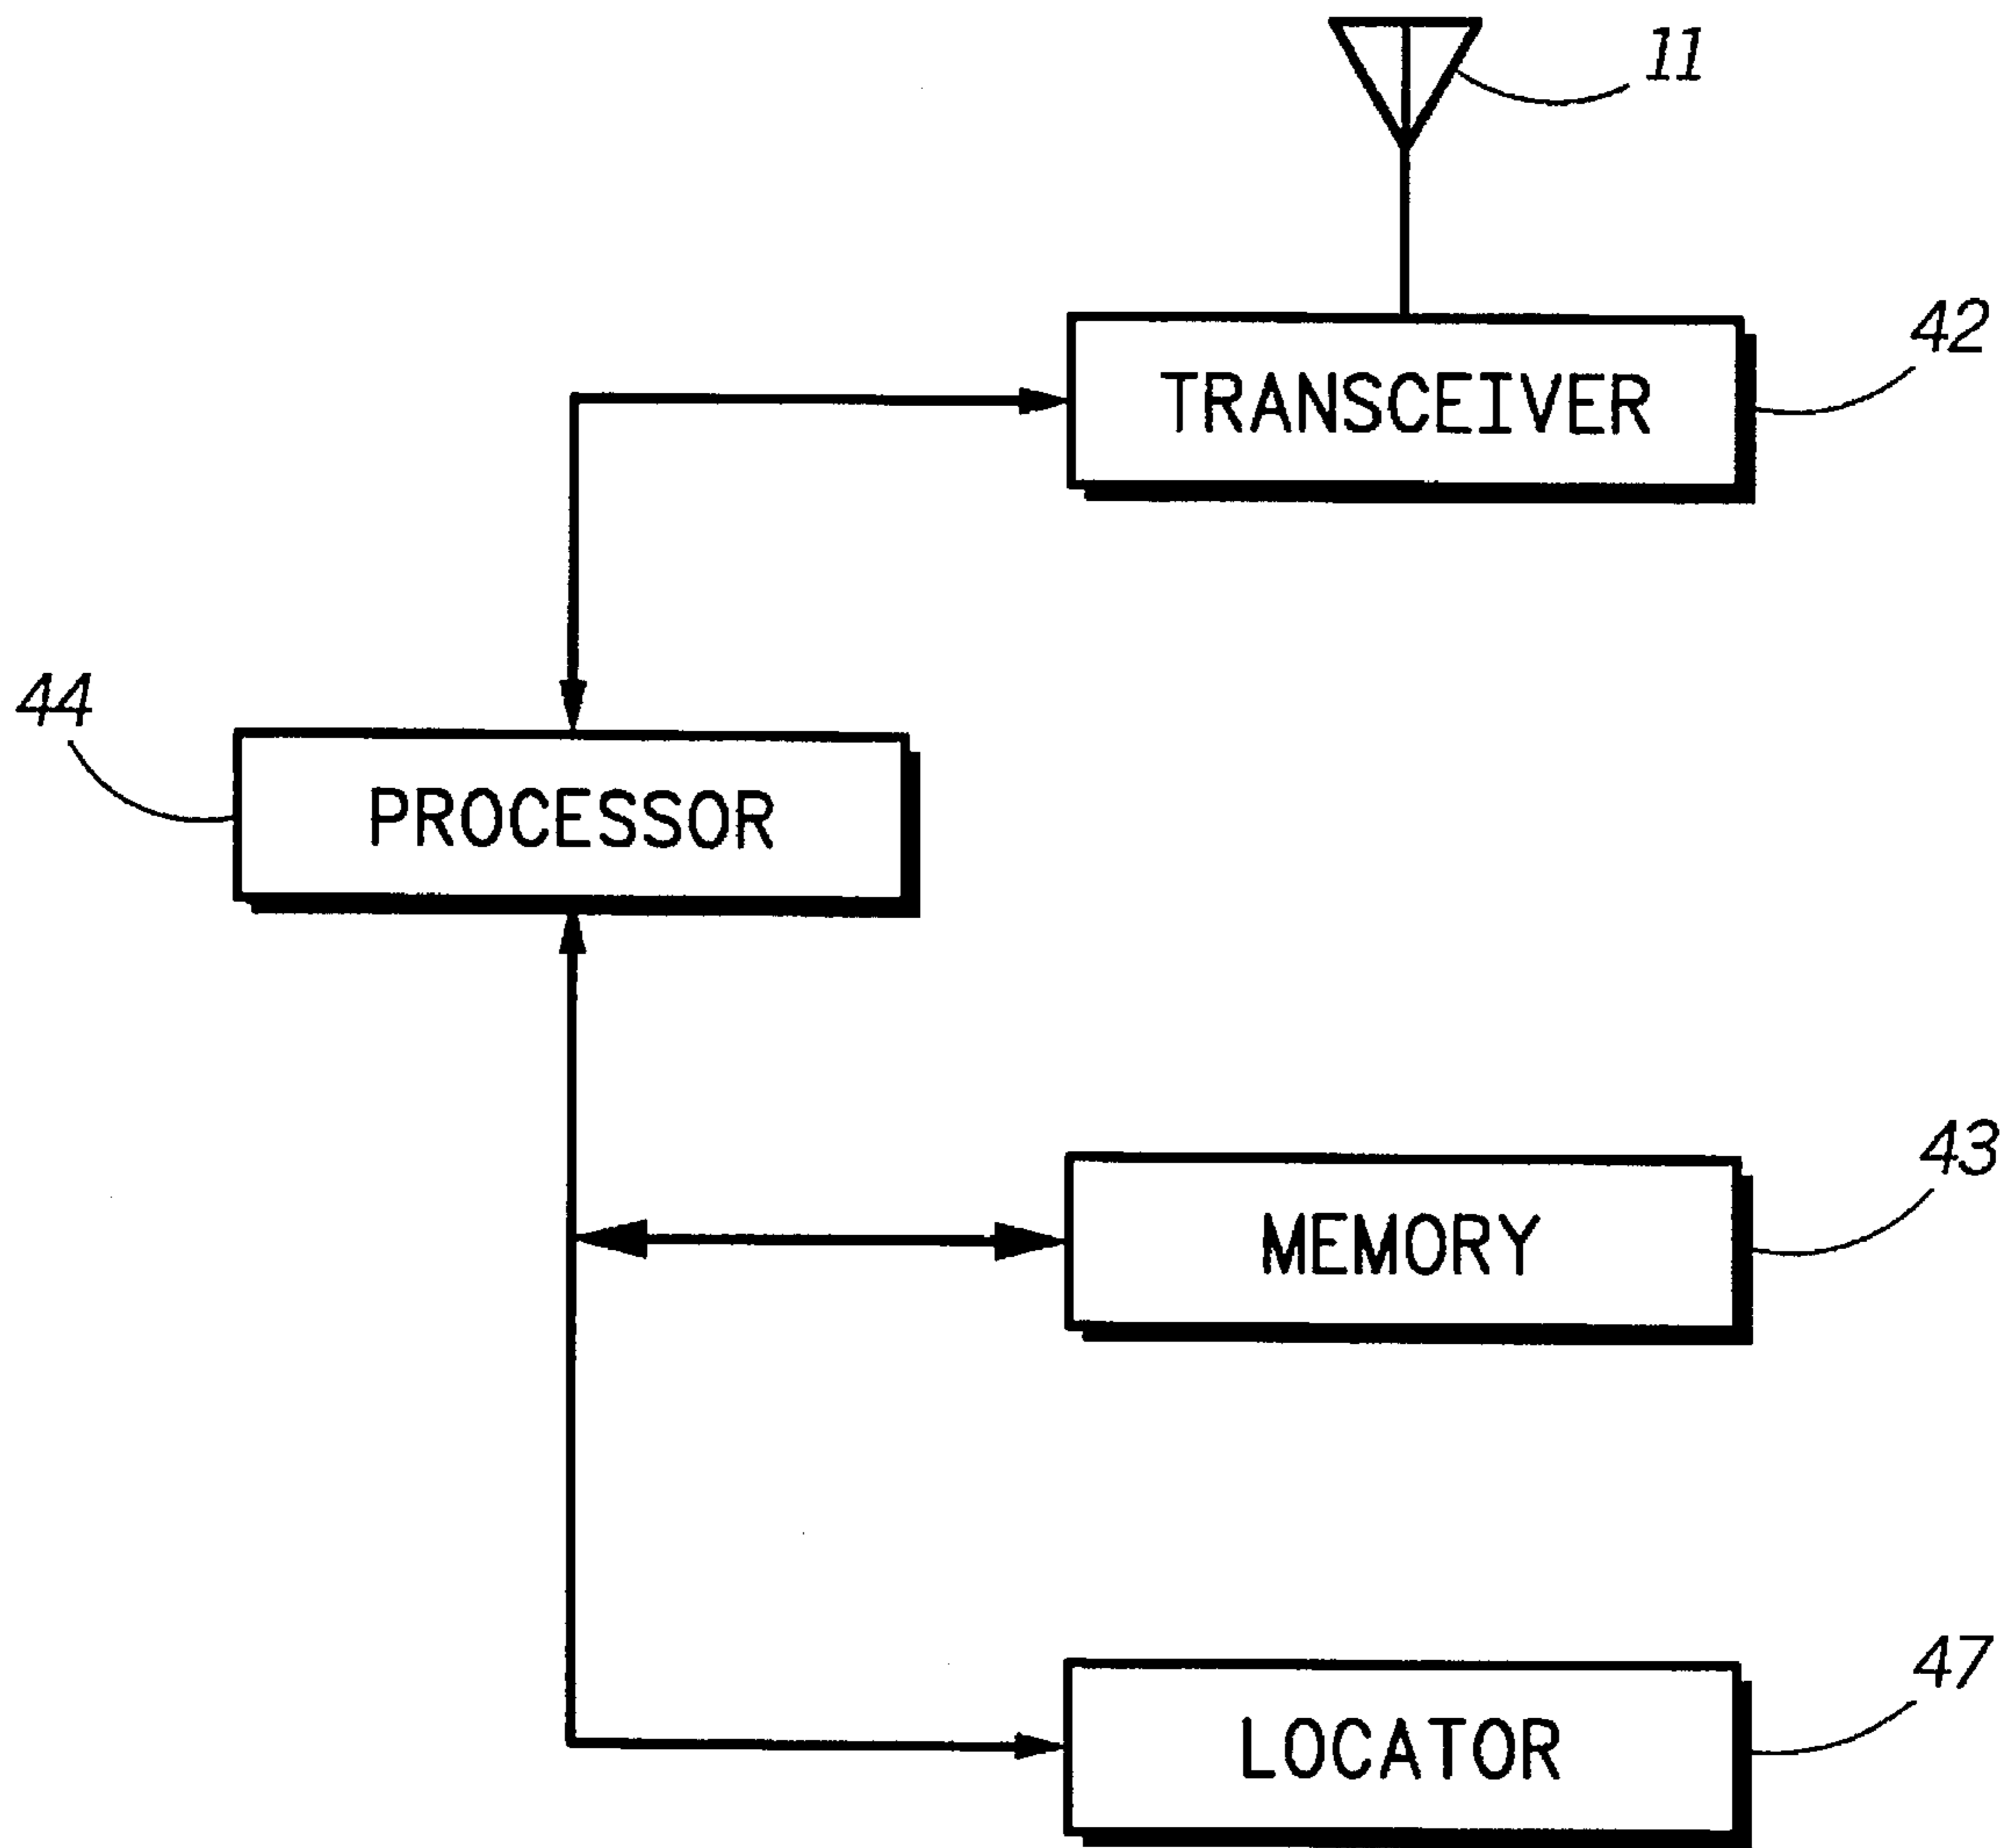 11
42
TRANSCEIVER
44
PROCESSOR
43
MEMORY
47
LOCATOR